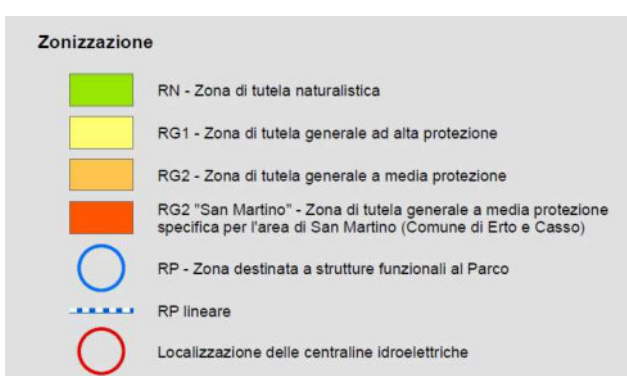 Zonizzazione
RN - Zona di tutela naturalistica
RG1 - Zona di tutela generale ad alta protezione
RG2 - Zona di tutela generale a media protezione
RG2 "San Martino" - Zona di tutela generale a media protezione
specifica per l'area di San Martino (Comune di Erto e Casso)
RP - Zona destinata a strutture funzionali al Parco
RP lineare
Localizzazione delle centraline idroelettriche